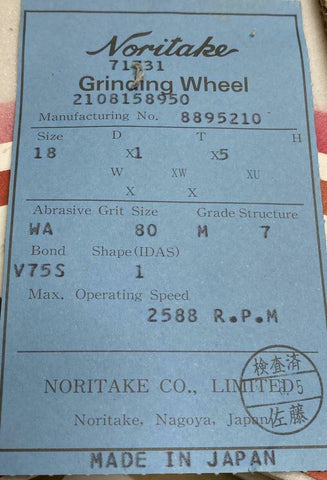 Noritake
71531
Grinding Wheel
2108158950
Manufacturing No. 8895210
Size D T H
18 X1 X5
W XW XU
X X
Abrasive Grit Size Grade Structure
WA 80 M 7
Bond Shape(IDAS)
V75S 1
Max. Operating Speed
2588 R.P.M
検査済
5
佐藤
NORITAKE CO., LIMITED
Noritake, Nagoya, Japan
MADE IN JAPAN